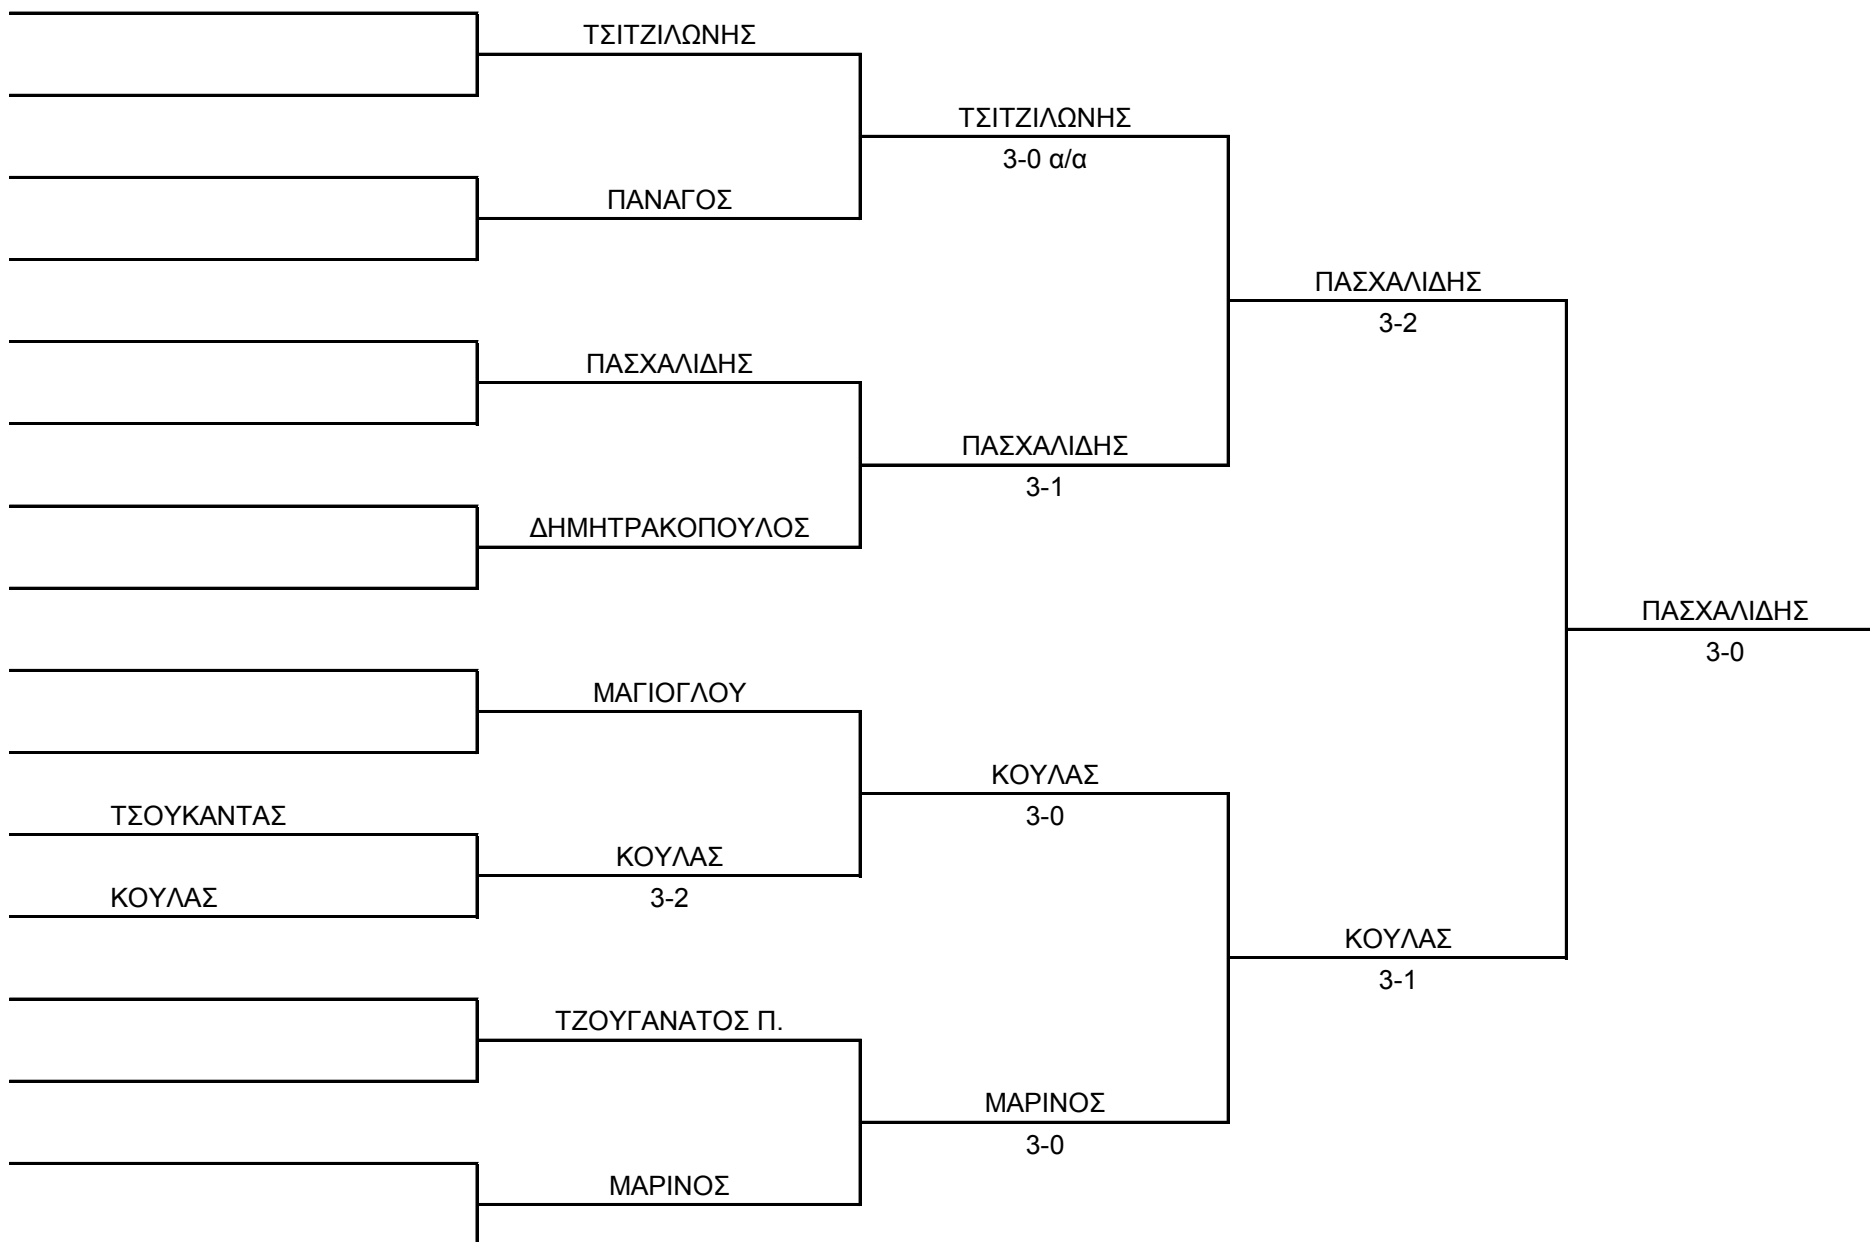 ΤΣΙΤΖΙΛΩΝΗΣ
ΤΣΙΤΖΙΛΩΝΗΣ
3-0 α/α
ΠΑΝΑΓΟΣ
ΠΑΣΧΑΛΙΔΗΣ
3-2
ΠΑΣΧΑΛΙΔΗΣ
ΠΑΣΧΑΛΙΔΗΣ
3-1
ΔΗΜΗΤΡΑΚΟΠΟΥΛΟΣ
ΠΑΣΧΑΛΙΔΗΣ
3-0
ΜΑΓΙΟΓΛΟΥ
ΚΟΥΛΑΣ
3-0
ΤΣΟΥΚΑΝΤΑΣ
ΚΟΥΛΑΣ
3-2
ΚΟΥΛΑΣ
ΚΟΥΛΑΣ
3-1
ΤΖΟΥΓΑΝΑΤΟΣ Π.
ΜΑΡΙΝΟΣ
3-0
ΜΑΡΙΝΟΣ